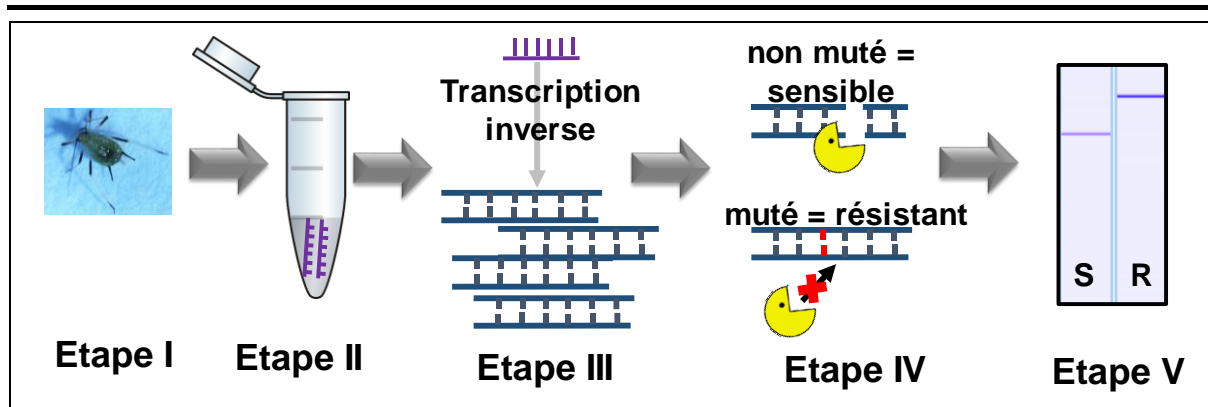 Transcription
inverse
non muté =
sensible
muté = résistant
S R
Etape I
Etape II
Etape III
Etape IV
Etape V